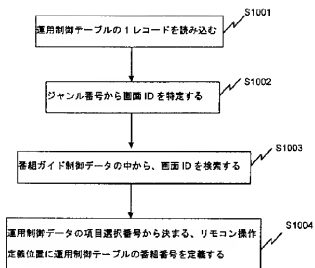 S1001
運用制御テーブルの1レコードを読み込む
S1002
ジャンル番号から画面IDを特定する
S1003
番組ガイド制御データの中から、画面IDを検索する
S1004
運用制御データの項目選択番号から決まる、リモコン操作
定義位置に運用制御テーブルの番組番号を定義する